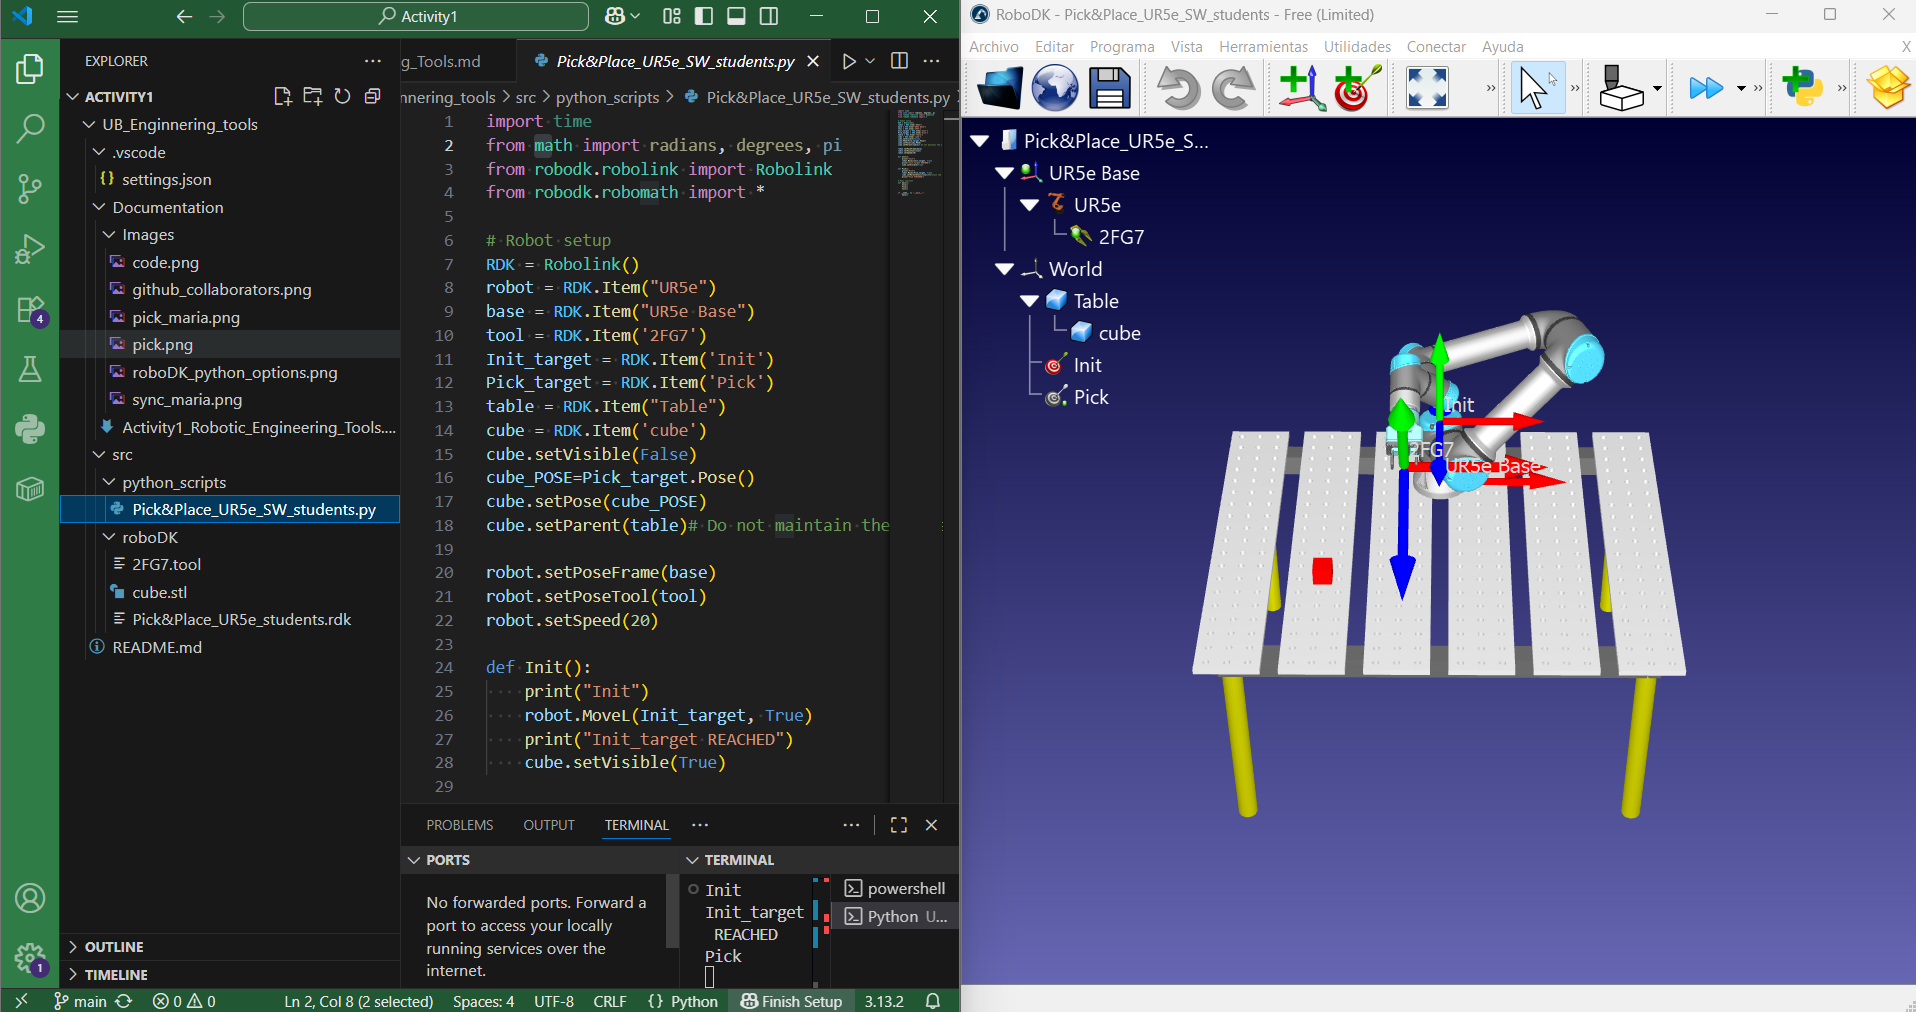 Activity1
EXPLORER
ACTIVITY1
UB_Enginnering_tools
.vscode
settings.json
Documentation
Images
code.png
github_collaborators.png
pick_maria.png
pick.png
roboDK_python_options.png
sync_maria.png
Activity1_Robotic_Engineering_Tools....
src
python_scripts
Pick&Place_UR5e_SW_students.py
roboDK
2FG7.tool
cube.stl
Pick&Place_UR5e_students.rdk
README.md
OUTLINE
TIMELINE
4
1
g_Tools.md
Pick&Place_UR5e_SW_students.py
nnering_tools > src > python_scripts > Pick&Place_UR5e_SW_students.py
1 import time
2 from math import radians, degrees, pi
3 from robodk.robolink import Robolink
4 from robodk.robomath import *
5
6 # Robot setup
7 RDK = Robolink()
8 robot = RDK.Item("UR5e")
9 base = RDK.Item("UR5e Base")
10 tool = RDK.Item('2FG7')
11 Init_target = RDK.Item('Init')
12 Pick_target = RDK.Item('Pick')
13 table = RDK.Item("Table")
14 cube = RDK.Item('cube')
15 cube.setVisible(False)
16 cube_POSE=Pick_target.Pose()
17 cube.setPose(cube_POSE)
18 cube.setParent(table)# Do not maintain the
19
20 robot.setPoseFrame(base)
21 robot.setPoseTool(tool)
22 robot.setSpeed(20)
23
24 def Init():
25 print("Init")
26 robot.MoveL(Init_target, True)
27 print("Init_target REACHED")
28 cube.setVisible(True)
29
PROBLEMS OUTPUT TERMINAL
PORTS
No forwarded ports. Forward a
port to access your locally
running services over the
internet.
TERMINAL
Init
Init_target
REACHED
Pick
powershell
Python U...
main 0 0 Ln 2, Col 8 (2 selected) Spaces: 4 UTF-8 CRLF {} Python Finish Setup 3.13.2
RoboDK - Pick&Place_UR5e_SW_students - Free (Limited)
Archivo Editar Programa Vista Herramientas Utilidades Conectar Ayuda X
Pick&Place_UR5e_S...
UR5e Base
UR5e
2FG7
World
Table
cube
Init
Pick
Init
2FG7
UR5e Base